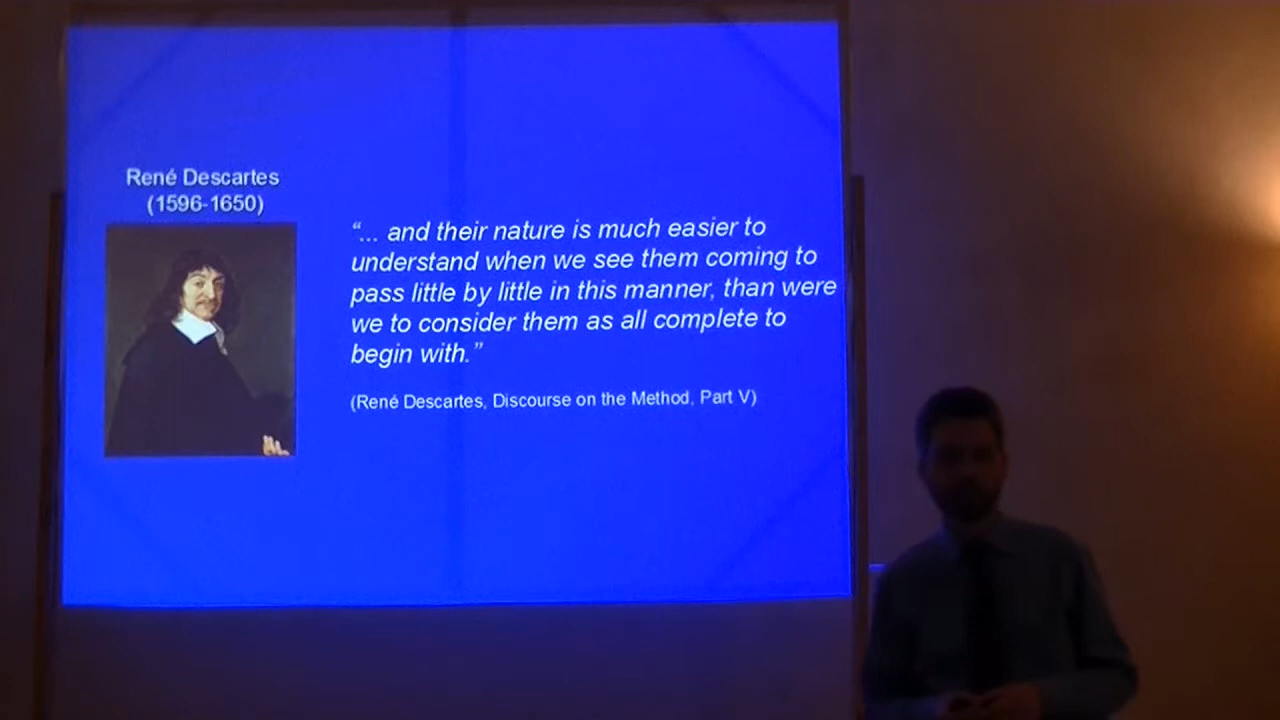 René Descartes
(1596-1650)
“... and their nature is much easier to
understand when we see them coming to
pass little by little in this manner, than were
we to consider them as all complete to
begin with.”
(René Descartes, Discourse on the Method, Part V)